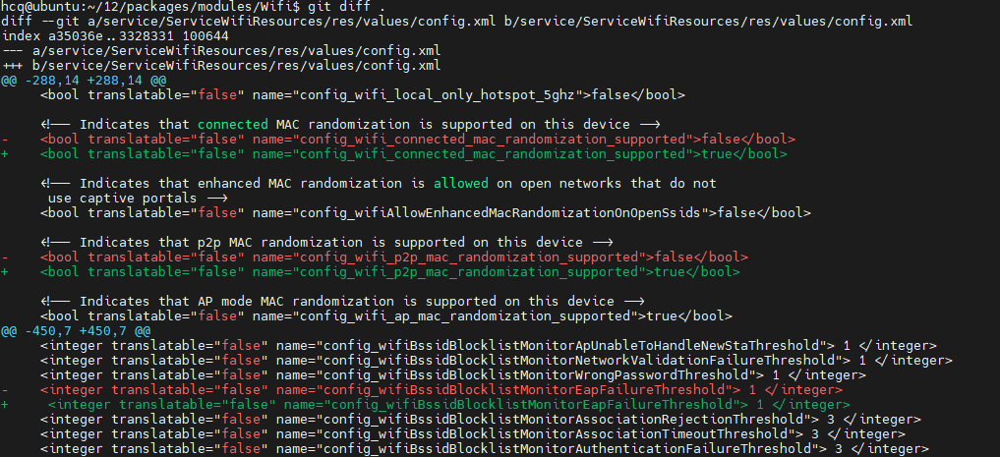 hcq@ubuntu:~/12/packages/modules/Wifi$ git diff .
diff --git a/service/ServiceWifiResources/res/values/config.xml b/service/ServiceWifiResources/res/values/config.xml
index a35036e..3328331 100644
--- a/service/ServiceWifiResources/res/values/config.xml
+++ b/service/ServiceWifiResources/res/values/config.xml
@@ -288,14 +288,14 @@
     <bool translatable="false" name="config_wifi_local_only_hotspot_5ghz">false</bool>
     <!-- Indicates that connected MAC randomization is supported on this device -->
-    <bool translatable="false" name="config_wifi_connected_mac_randomization_supported">false</bool>
+    <bool translatable="false" name="config_wifi_connected_mac_randomization_supported">true</bool>
     <!-- Indicates that enhanced MAC randomization is allowed on open networks that do not
      use captive portals -->
     <bool translatable="false" name="config_wifiAllowEnhancedMacRandomizationOnOpenSsids">false</bool>
     <!-- Indicates that p2p MAC randomization is supported on this device -->
-    <bool translatable="false" name="config_wifi_p2p_mac_randomization_supported">false</bool>
+    <bool translatable="false" name="config_wifi_p2p_mac_randomization_supported">true</bool>
     <!-- Indicates that AP mode MAC randomization is supported on this device -->
     <bool translatable="false" name="config_wifi_ap_mac_randomization_supported">true</bool>
@@ -450,7 +450,7 @@
     <integer translatable="false" name="config_wifiBssidBlocklistMonitorApUnableToHandleNewStaThreshold"> 1 </integer>
     <integer translatable="false" name="config_wifiBssidBlocklistMonitorNetworkValidationFailureThreshold"> 1 </integer>
     <integer translatable="false" name="config_wifiBssidBlocklistMonitorWrongPasswordThreshold"> 1 </integer>
-    <integer translatable="false" name="config_wifiBssidBlocklistMonitorEapFailureThreshold"> 1 </integer>
+     <integer translatable="false" name="config_wifiBssidBlocklistMonitorEapFailureThreshold"> 1 </integer>
     <integer translatable="false" name="config_wifiBssidBlocklistMonitorAssociationRejectionThreshold"> 3 </integer>
     <integer translatable="false" name="config_wifiBssidBlocklistMonitorAssociationTimeoutThreshold"> 3 </integer>
     <integer translatable="false" name="config_wifiBssidBlocklistMonitorAuthenticationFailureThreshold"> 3 </integer>